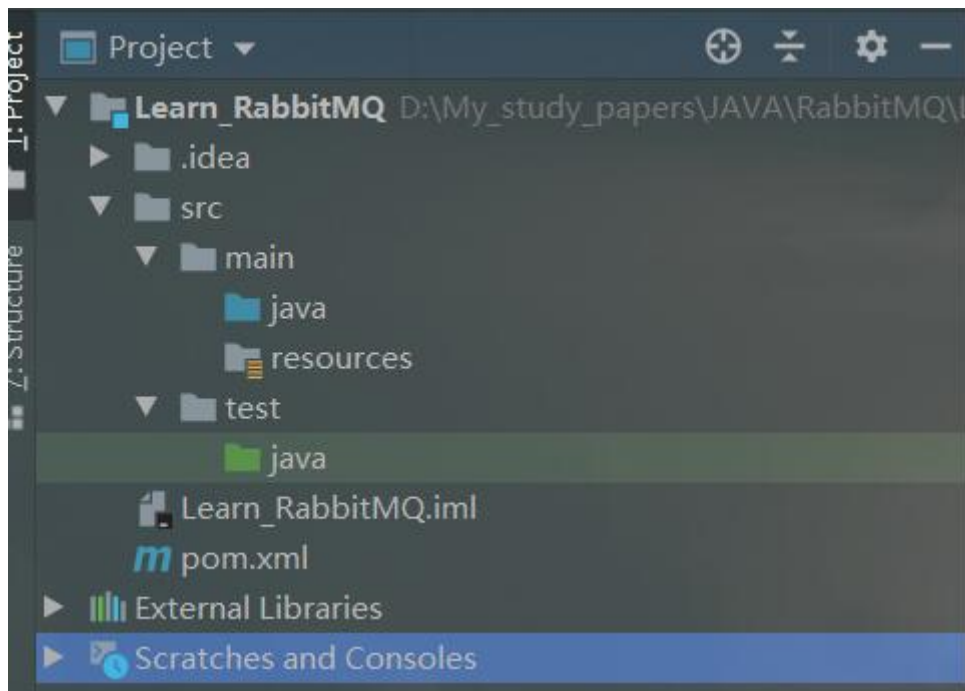 Project
1: Project
Learn_RabbitMQ D:\My_study_papers\JAVA\RabbitMQ\
.idea
src
main
java
resources
7: Structure
test
java
Learn_RabbitMQ.iml
pom.xml
External Libraries
Scratches and Consoles